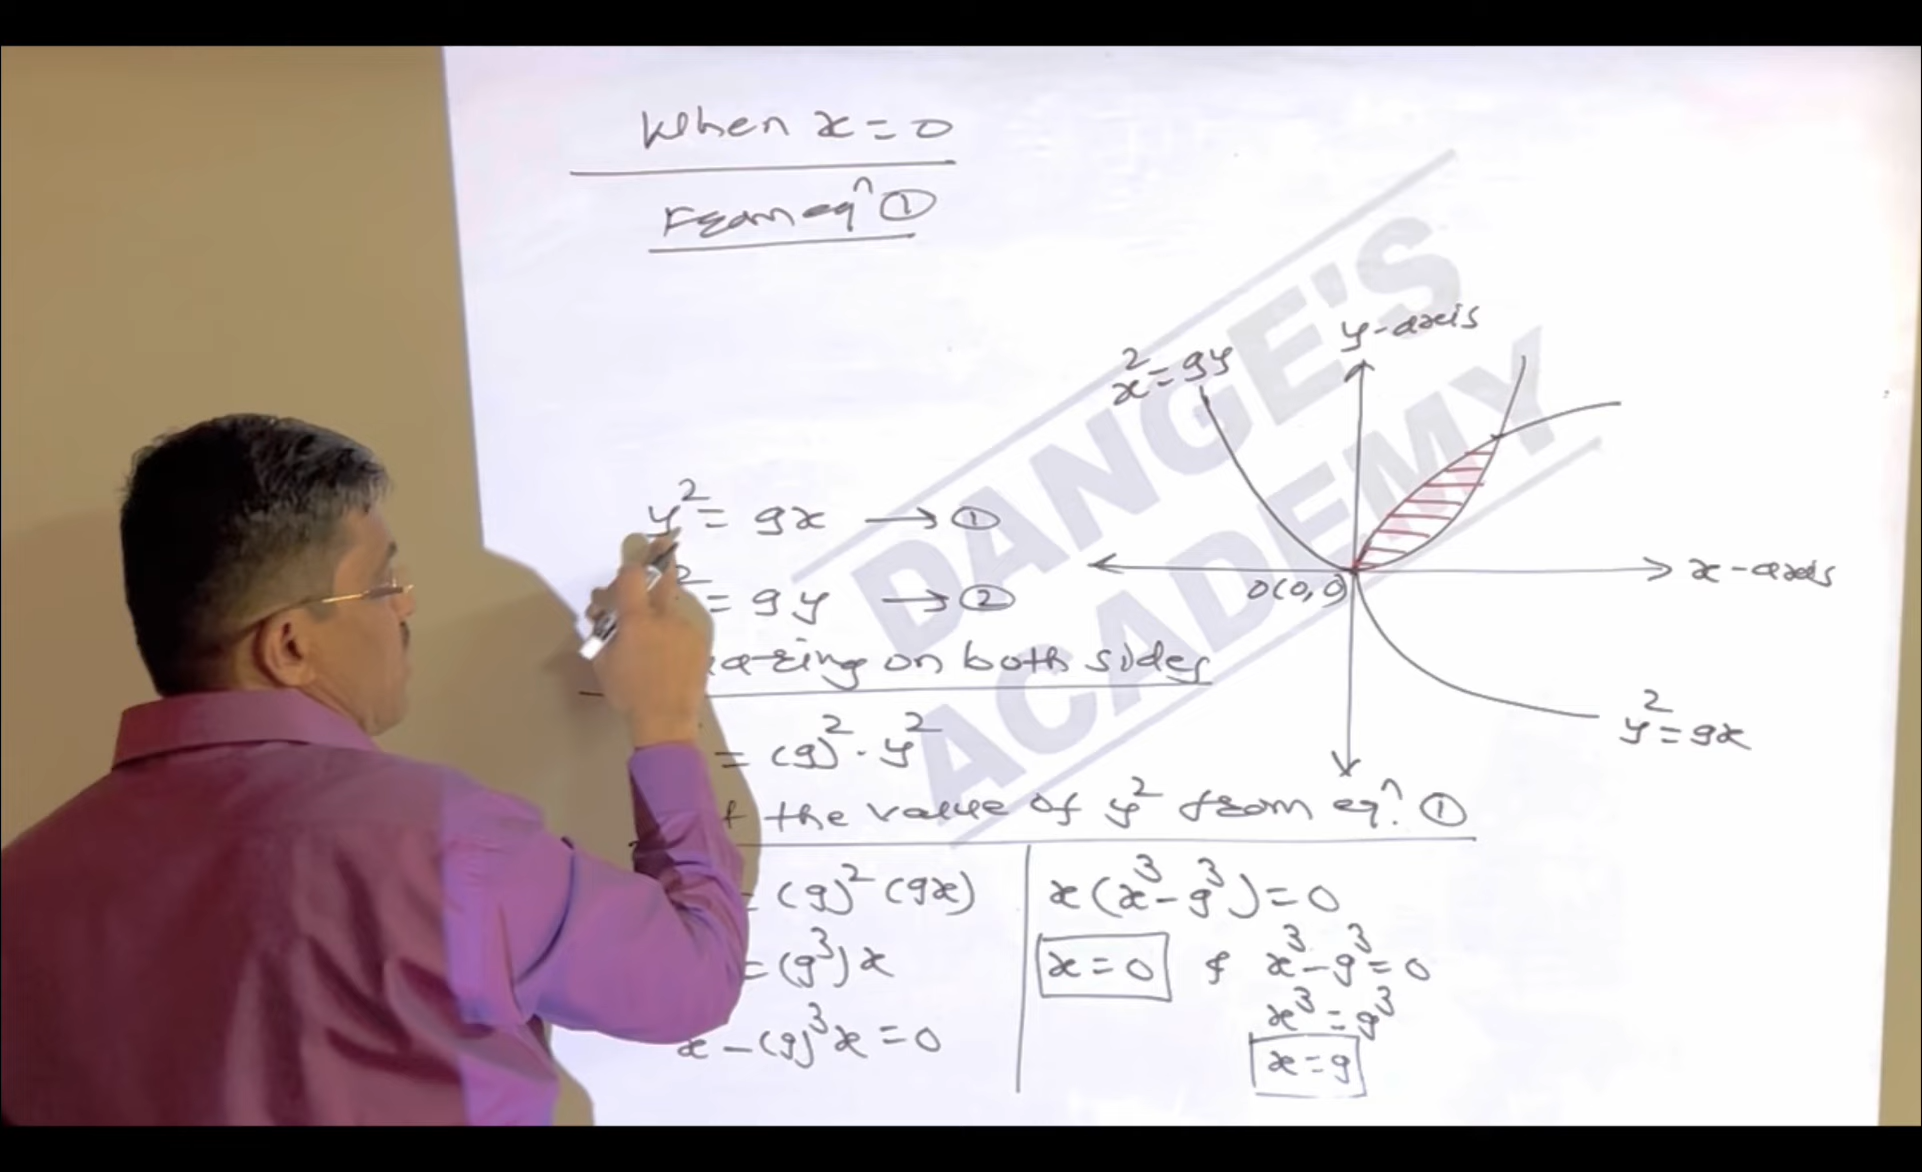 When x = 0
From eqⁿ ①
y² = 9x → ①
² = 9y → ②
on both sides
= (9)² · y²
the value of y² from eqⁿ. ①
= (9)² (9x)
= (9³) x
x - (9)³ x = 0
x (x³ - 9³) = 0
x = 0 & x³ - 9³ = 0
x³ = 9³
x = 9
x² = 9y
y-axis
x-axis
O(0,0)
y² = 9x
DANGE'S
ACADEMY